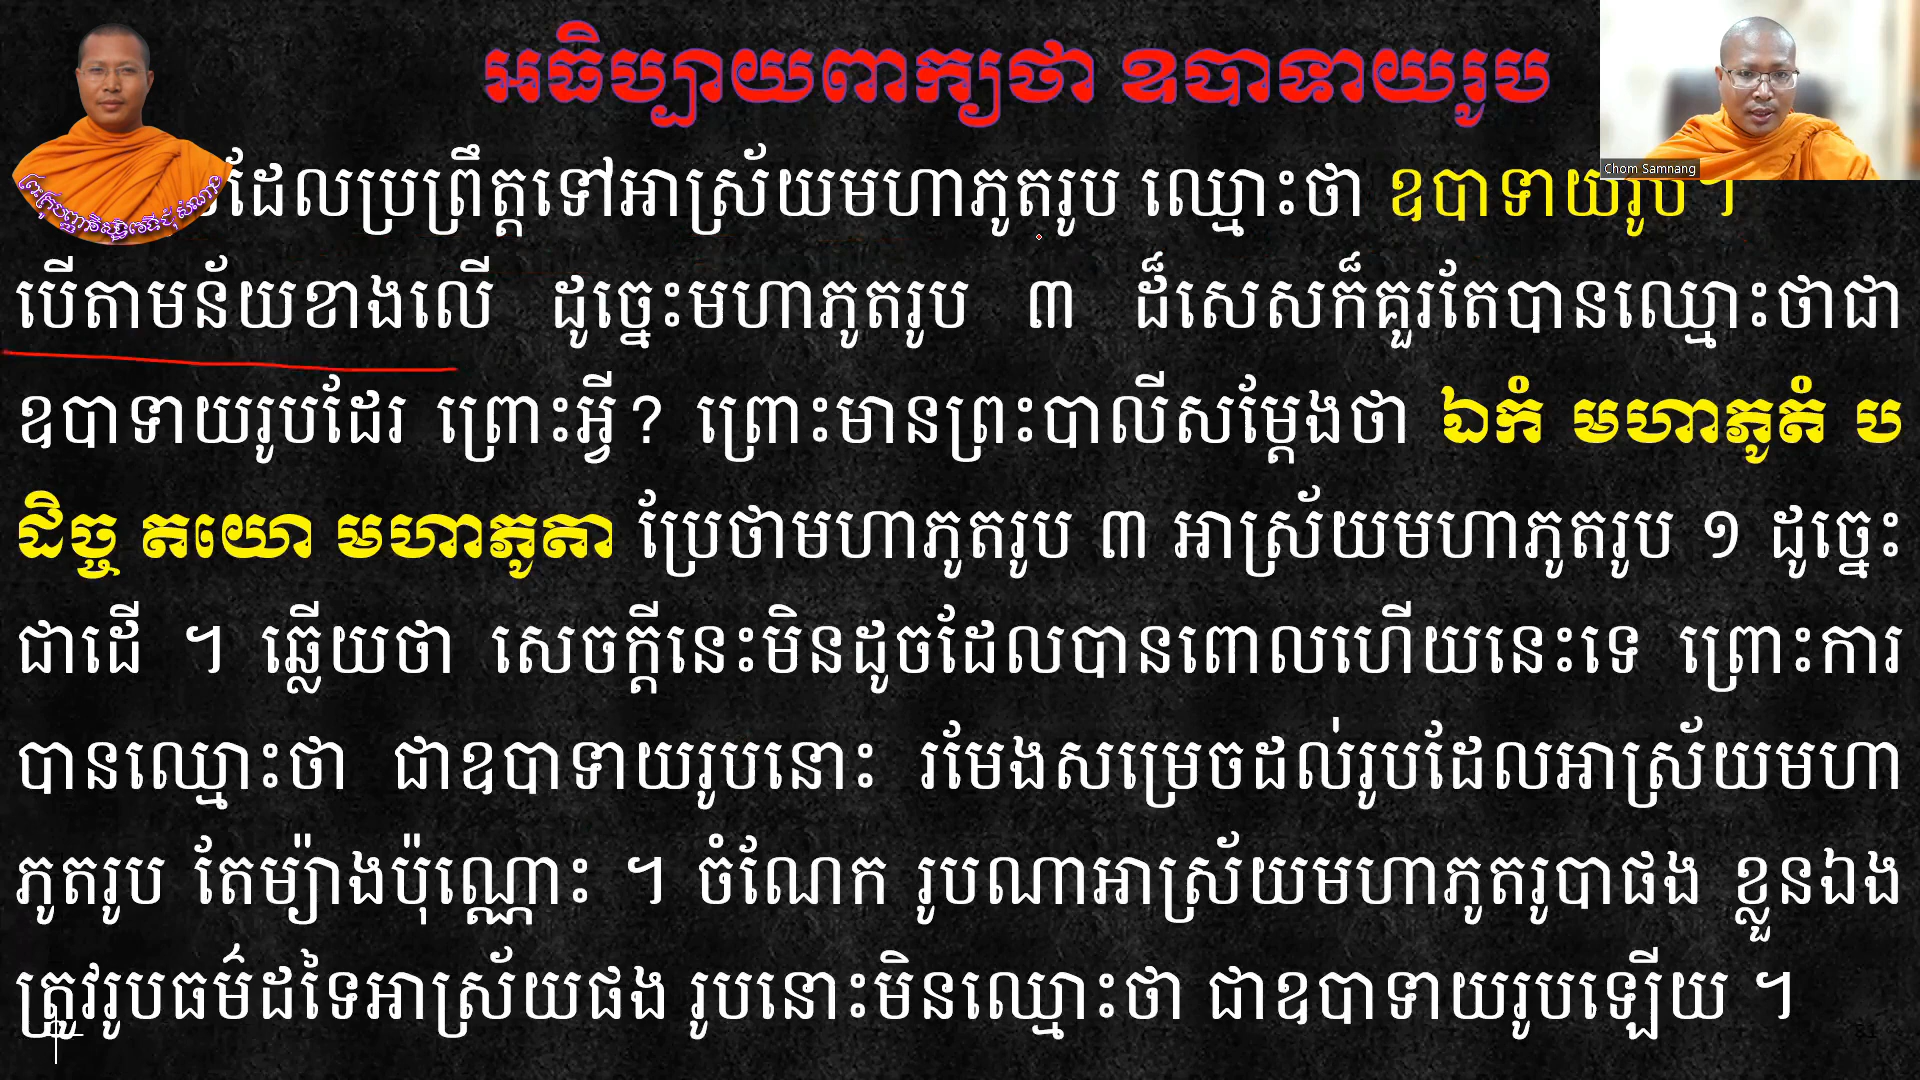 អធិប្បាយពាក្យថា ឧបាទាយរូប
Chom Samnang
ដែលប្រព្រឹត្តទៅអាស្រ័យមហាភូតរូប ឈ្មោះថា ឧបាទាយរូប។
បើតាមន័យខាងលើ ដូច្នេះមហាភូតរូប ៣ ដ៏សេសក៏គួរតែបានឈ្មោះថាជា
ឧបាទាយរូបដែរ ព្រោះអ្វី? ព្រោះមានព្រះបាលីសម្តែងថា ឯកំ មហាភូតំ ប
ដិច្ច តយោ មហាភូតា ប្រែថាមហាភូតរូប ៣ អាស្រ័យមហាភូតរូប ១ ដូច្នេះ
ជាដើ ។ ឆ្លើយថា សេចក្តីនេះមិនដូចដែលបានពោលហើយនេះទេ ព្រោះការ
បានឈ្មោះថា ជាឧបាទាយរូបនោះ រមែងសម្រេចដល់រូបដែលអាស្រ័យមហា
ភូតរូប តែម្យ៉ាងប៉ុណ្ណោះ ។ ចំណែក រូបណាអាស្រ័យមហាភូតរូបាផង ខ្លួនឯង
ត្រូវរូបធម៌ដទៃអាស្រ័យផង រូបនោះមិនឈ្មោះថា ជាឧបាទាយរូបឡើយ ។